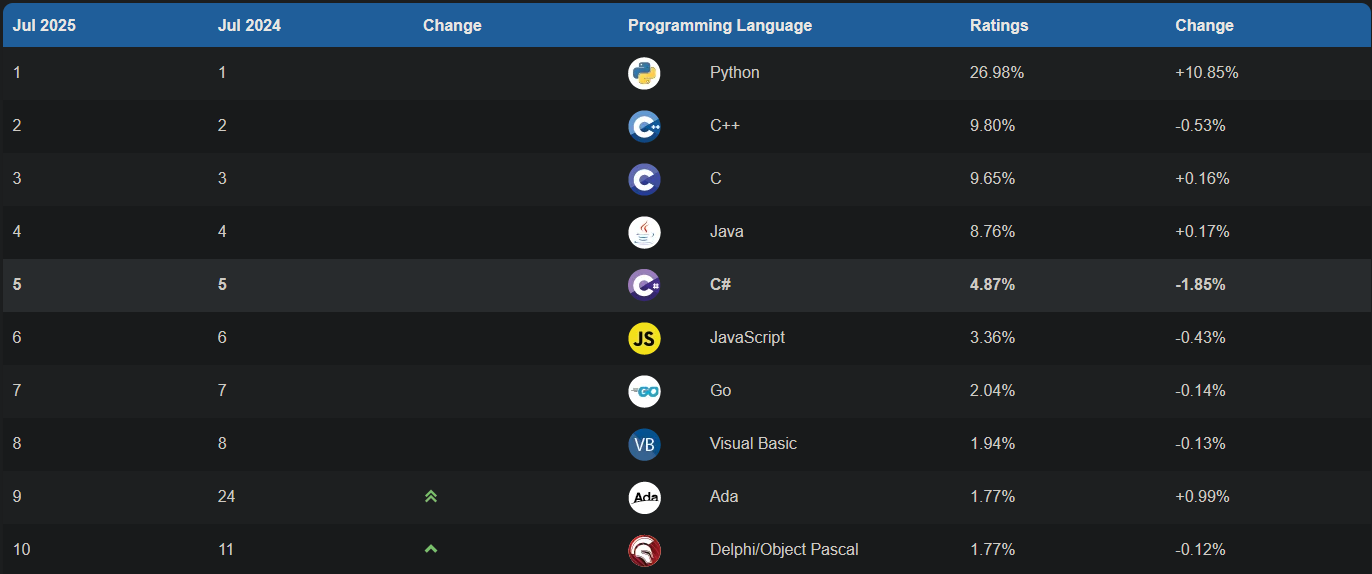 Jul 2025 Jul 2024 Change Programming Language Ratings Change
1 1 Python 26.98% +10.85%
2 2 C++ 9.80% -0.53%
3 3 C 9.65% +0.16%
4 4 Java 8.76% +0.17%
5 5 C# 4.87% -1.85%
6 6 JS JavaScript 3.36% -0.43%
7 7 GO Go 2.04% -0.14%
8 8 VB Visual Basic 1.94% -0.13%
9 24 Ada Ada 1.77% +0.99%
10 11 Delphi/Object Pascal 1.77% -0.12%